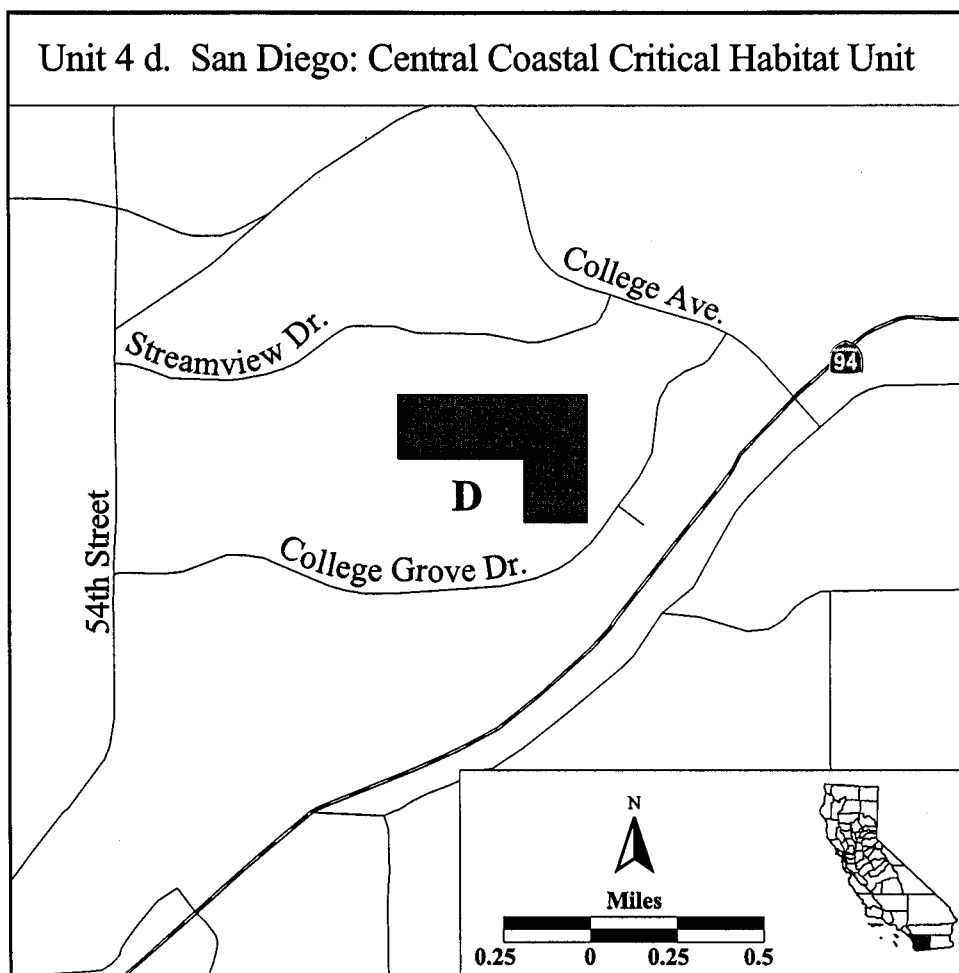 Unit 4 d. San Diego: Central Coastal Critical Habitat Unit
College Ave.
Streamview Dr.
94
D
54th Street
College Grove Dr.
N
Miles
0.25 0 0.25 0.5